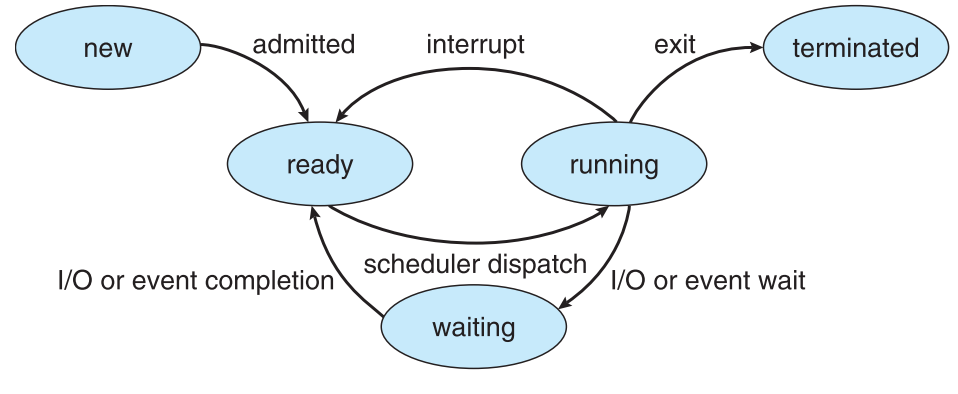 new
admitted
interrupt
exit
terminated
ready
running
scheduler dispatch
I/O or event completion
I/O or event wait
waiting